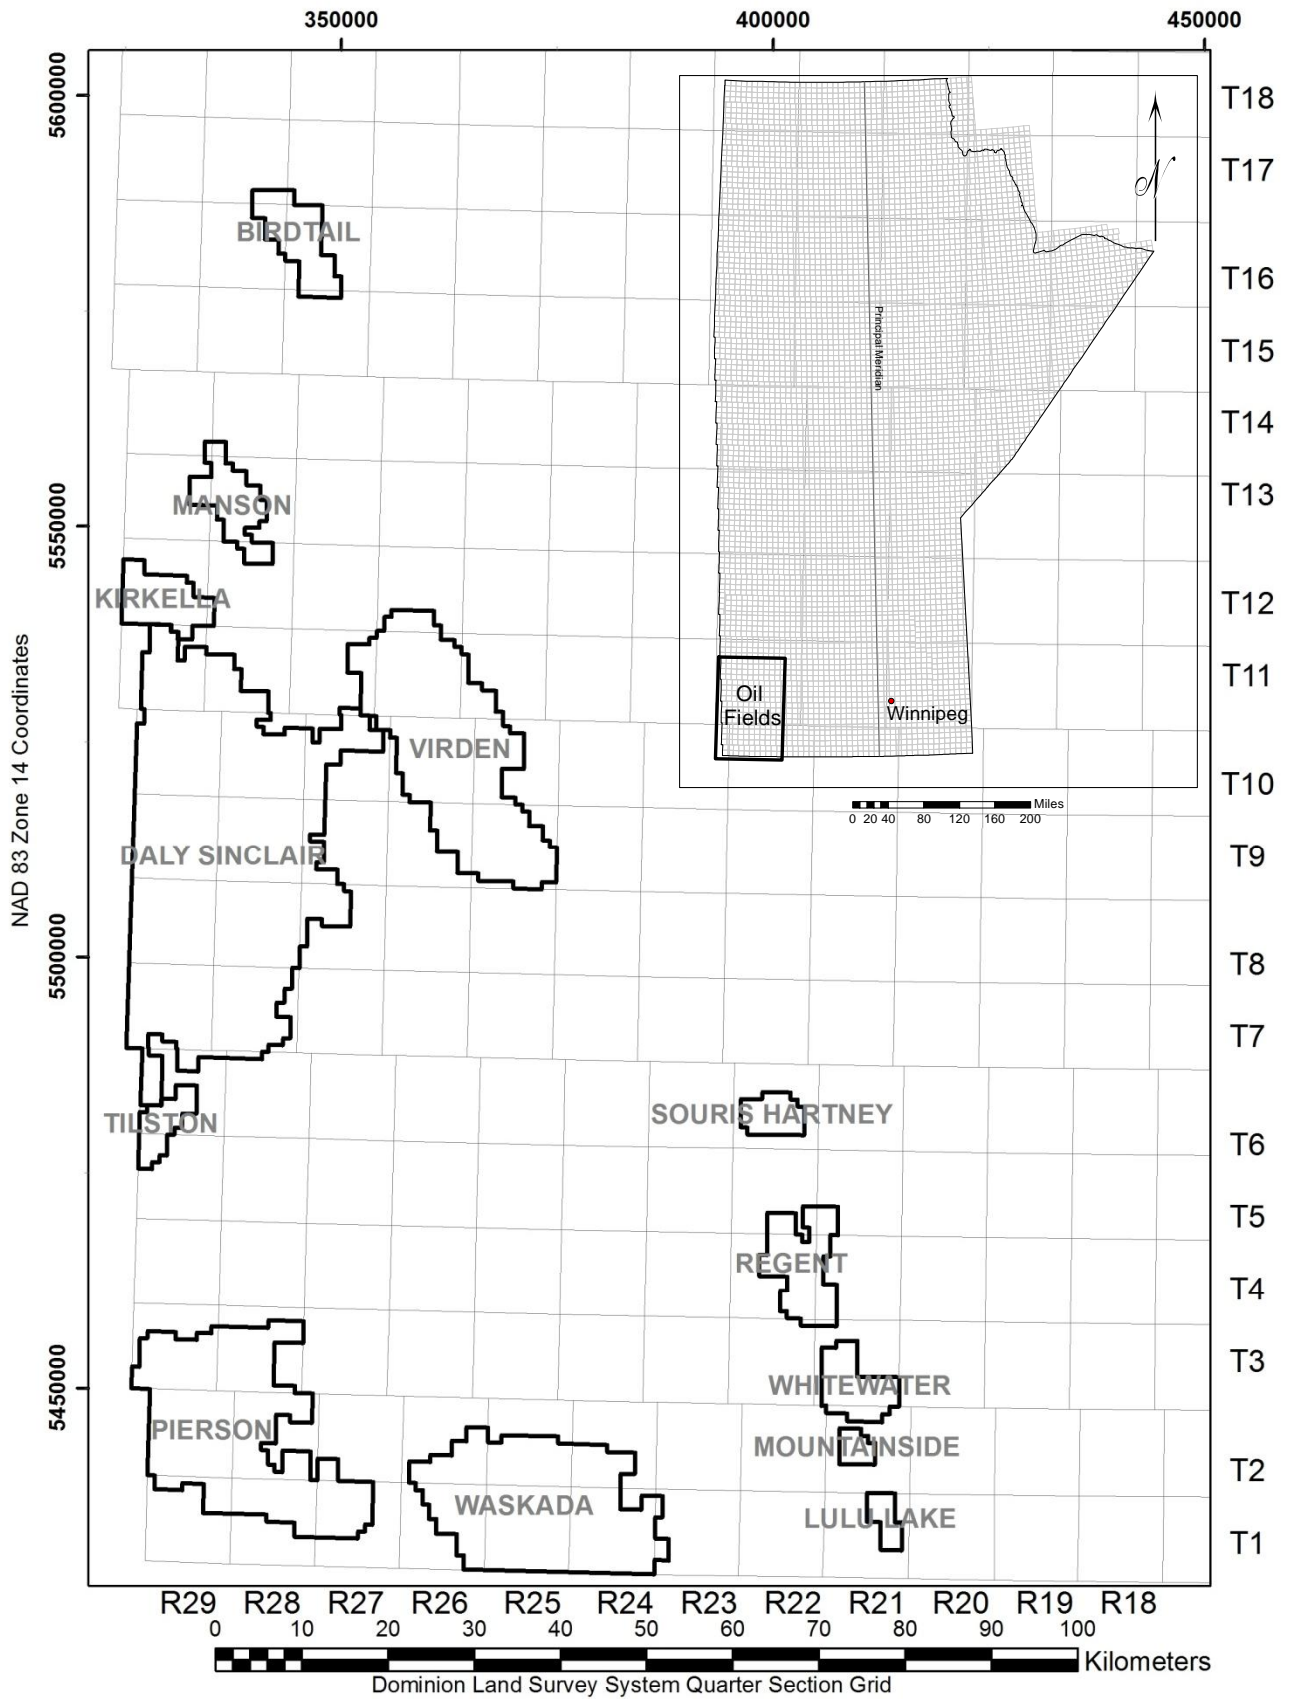 350000 400000 450000
5600000
5550000
5500000
5450000
NAD 83 Zone 14 Coordinates
T18
T17
T16
T15
T14
T13
T12
T11
T10
T9
T8
T7
T6
T5
T4
T3
T2
T1
N
Principal Meridian
Oil
Fields
Winnipeg
Miles
0 20 40 80 120 160 200
BIRDTAIL
MANSON
KIRKELLA
VIRDEN
DALY SINCLAIR
TILSTON
SOURIS HARTNEY
REGENT
WHITEWATER
PIERSON
MOUNTAINSIDE
WASKADA
LULU LAKE
R29 R28 R27 R26 R25 R24 R23 R22 R21 R20 R19 R18
0 10 20 30 40 50 60 70 80 90 100
Kilometers
Dominion Land Survey System Quarter Section Grid